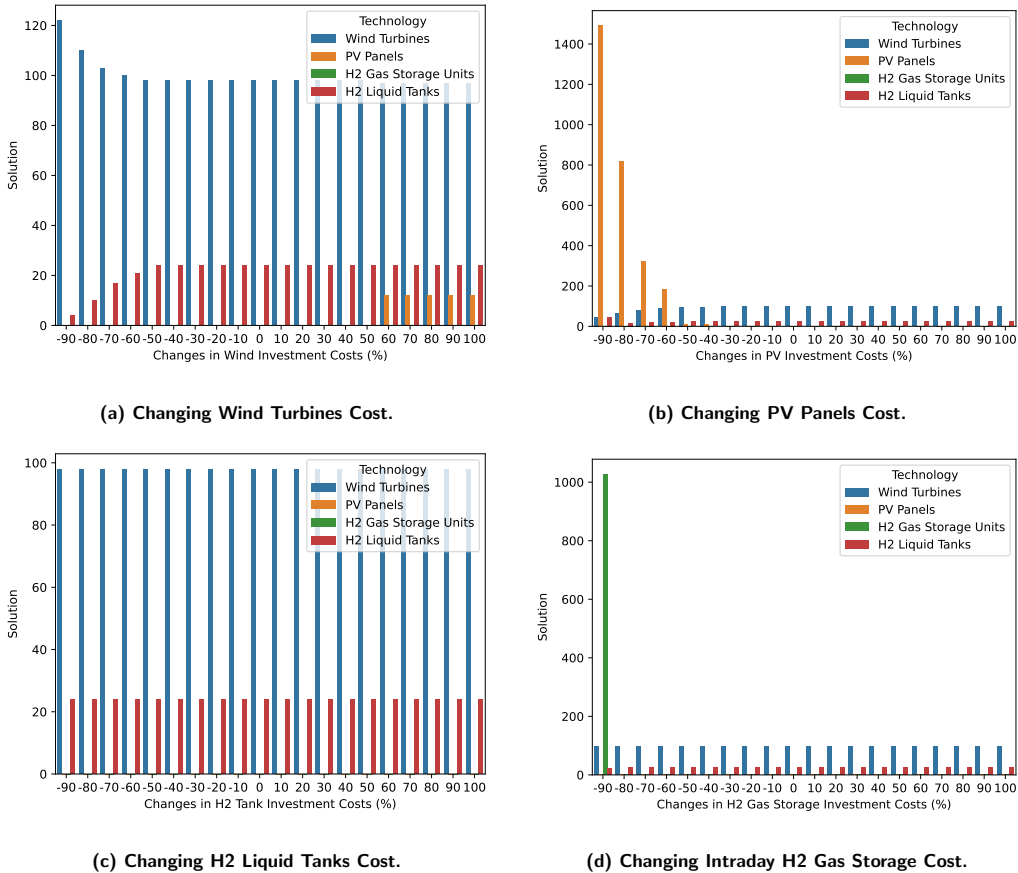 120
100
80
60
40
20
0
Solution
Technology
Wind Turbines
PV Panels
H2 Gas Storage Units
H2 Liquid Tanks
-90 -80 -70 -60 -50 -40 -30 -20 -10 0 10 20 30 40 50 60 70 80 90 100
Changes in Wind Investment Costs (%)
(a) Changing Wind Turbines Cost.
1400
1200
1000
800
600
400
200
0
Solution
Technology
Wind Turbines
PV Panels
H2 Gas Storage Units
H2 Liquid Tanks
-90 -80 -70 -60 -50 -40 -30 -20 -10 0 10 20 30 40 50 60 70 80 90 100
Changes in PV Investment Costs (%)
(b) Changing PV Panels Cost.
100
80
60
40
20
0
Solution
Technology
Wind Turbines
PV Panels
H2 Gas Storage Units
H2 Liquid Tanks
-90 -80 -70 -60 -50 -40 -30 -20 -10 0 10 20 30 40 50 60 70 80 90 100
Changes in H2 Tank Investment Costs (%)
(c) Changing H2 Liquid Tanks Cost.
1000
800
600
400
200
0
Solution
Technology
Wind Turbines
PV Panels
H2 Gas Storage Units
H2 Liquid Tanks
-90 -80 -70 -60 -50 -40 -30 -20 -10 0 10 20 30 40 50 60 70 80 90 100
Changes in H2 Gas Storage Investment Costs (%)
(d) Changing Intraday H2 Gas Storage Cost.